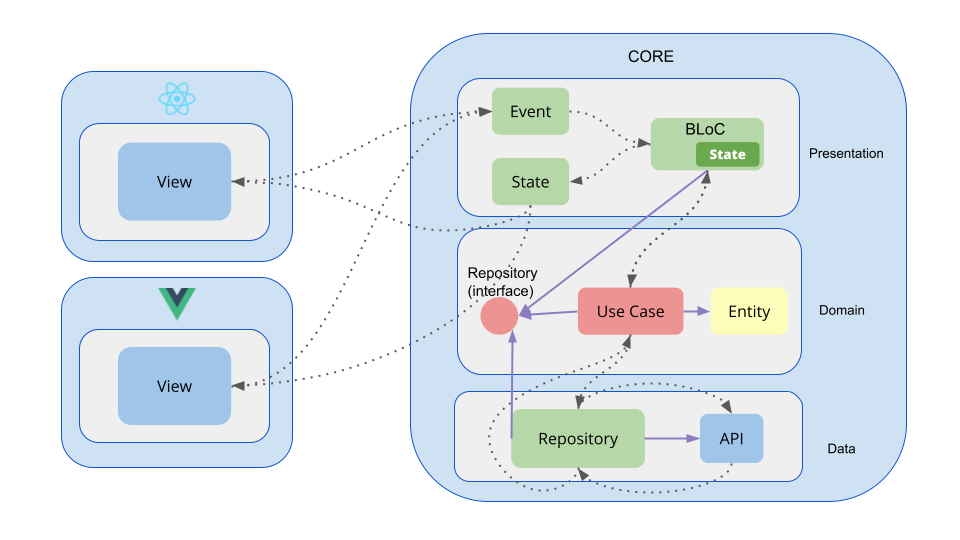 CORE
Event
BLoC
State
Presentation
View
State
Repository
(interface)
Use Case
Entity
Domain
View
Repository
API
Data